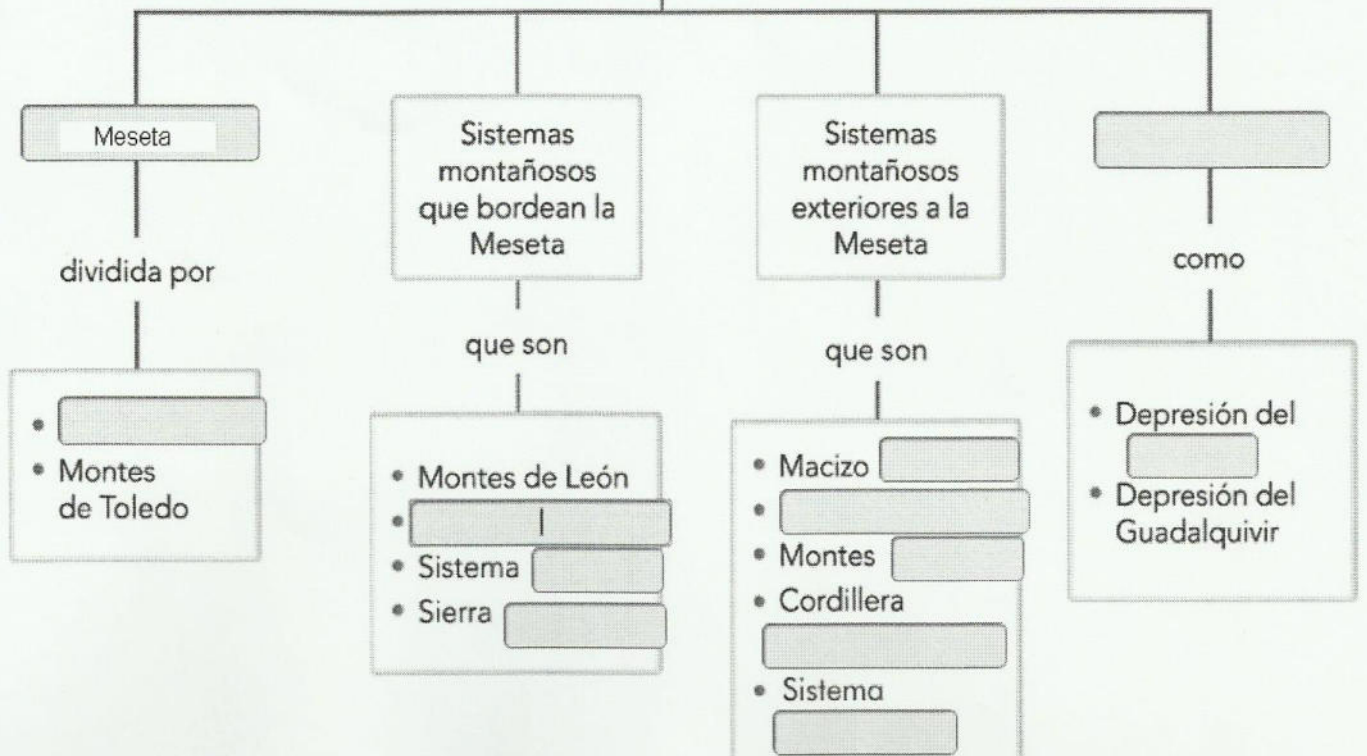 Meseta
dividida por
• Montes
de Toledo
Sistemas
montañosos
que bordean la
Meseta
que son
• Montes de León
• Sistema
• Sierra
Sistemas
montañosos
exteriores a la
Meseta
que son
• Macizo
• Montes
• Cordillera
• Sistema
como
• Depresión del
• Depresión del
Guadalquivir